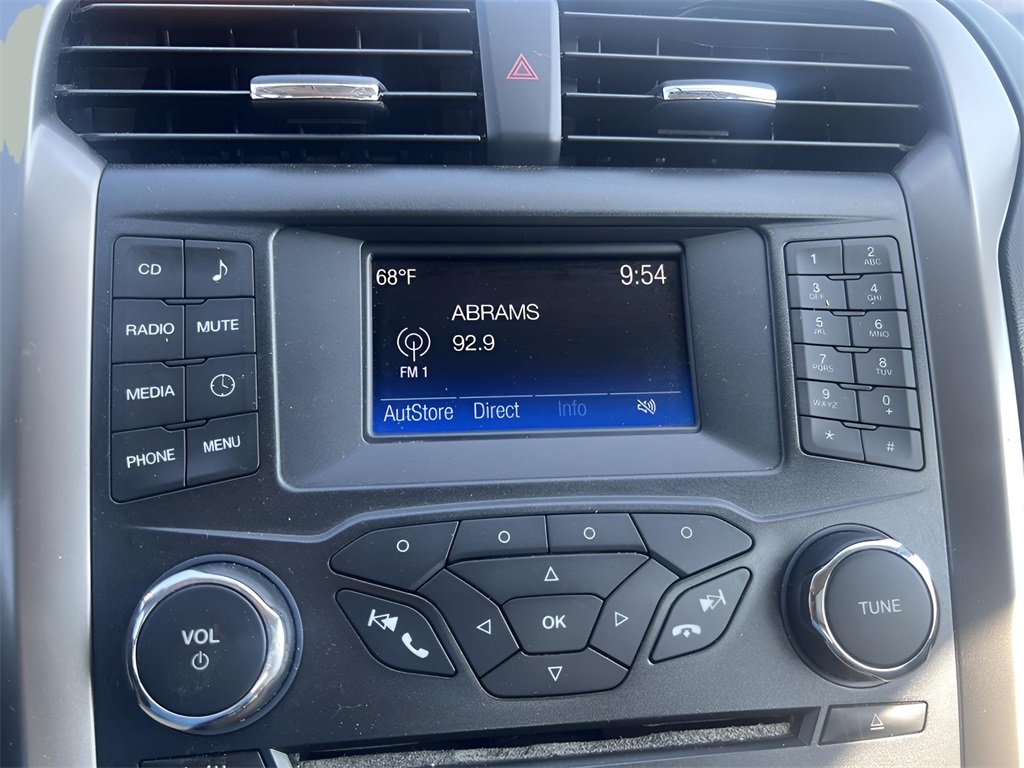 68°F 9:54
ABRAMS
92.9
FM 1
AutStore Direct Info
CD
RADIO MUTE
MEDIA
PHONE MENU
1 2 ABC
3 DEF 4 GHI
5 JKL 6 MNO
7 PQRS 8 TUV
9 WXYZ 0 +
* #
OK
VOL
TUNE